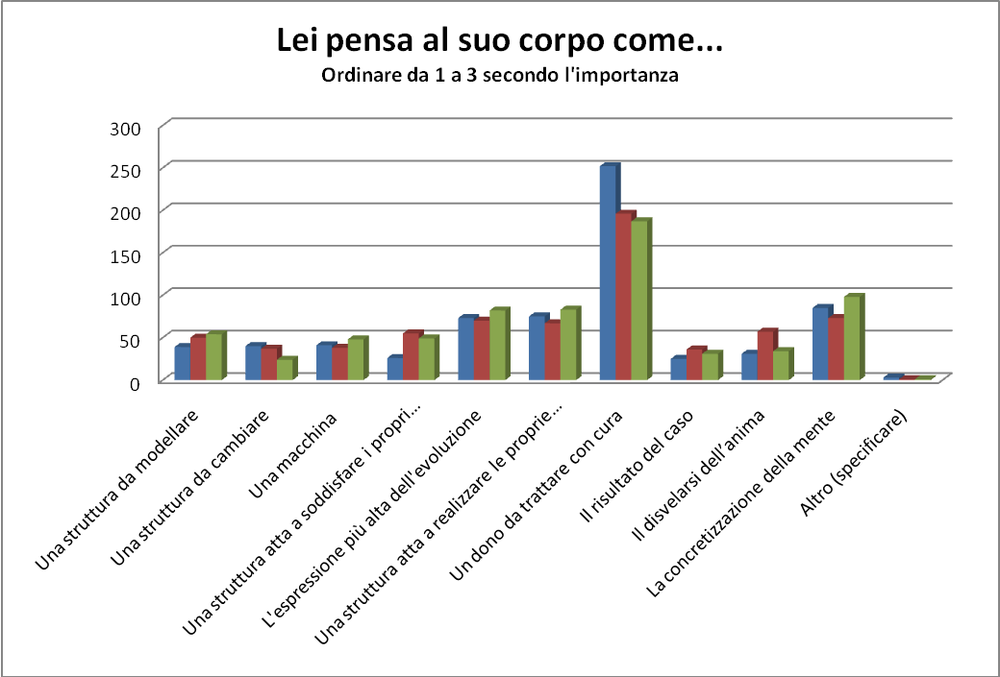 Lei pensa al suo corpo come...
Ordinare da 1 a 3 secondo l'importanza
300
250
200
150
100
50
0
Una struttura da modellare
Una struttura da cambiare
Una macchina
Una struttura atta a soddisfare i propri...
L'espressione più alta dell'evoluzione
Una struttura atta a realizzare le proprie...
Un dono da trattare con cura
Il risultato del caso
Il disvelarsi dell’anima
La concretizzazione della mente
Altro (specificare)